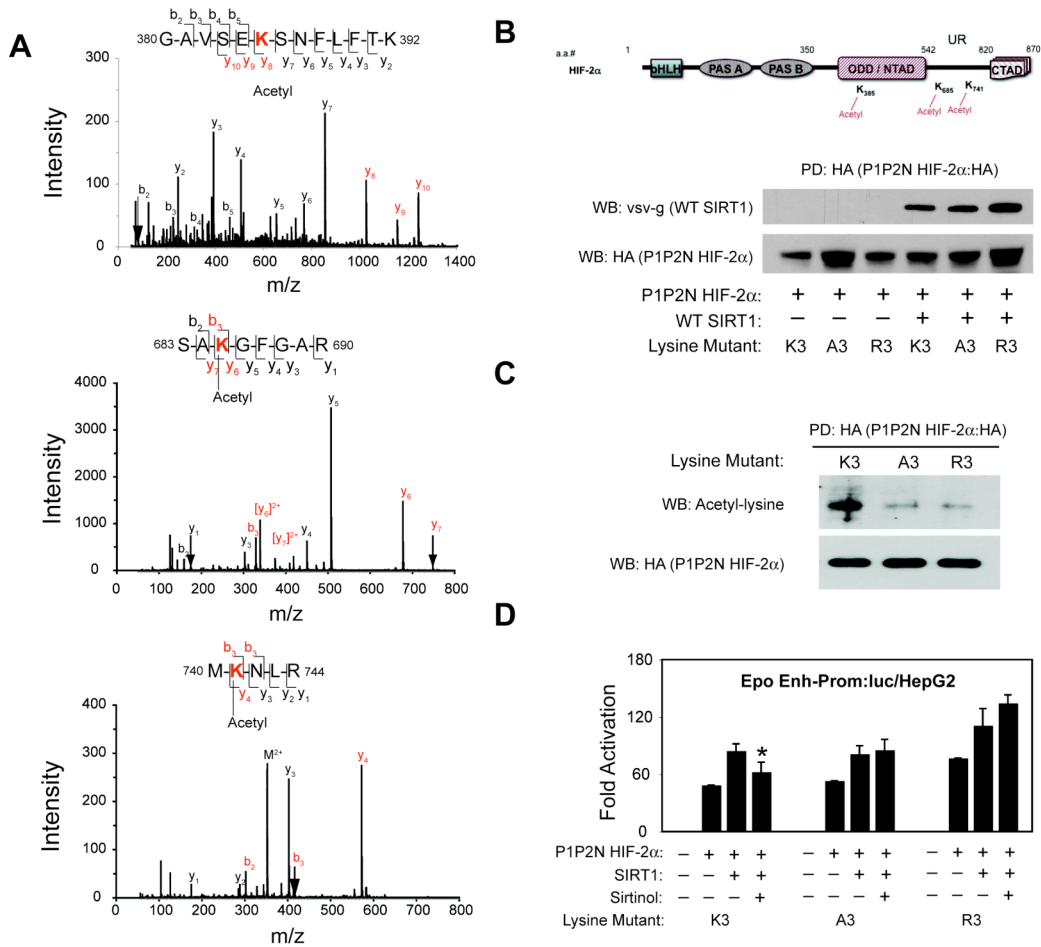 A
b2 b3 b4 b5
380 G A V S E K S N F L F T K 392
y10 y9 y8 y7 y6 y5 y4 y3 y2
Acetyl
Intensity
300
200
100
0
y7
y3
y4
y2
y8
y10
b2
y6
b3
b4
b5
y5
y9
0 200 400 600 800 1000 1200 1400
m/z
b2 b3
683 S A K G F G A R 690
y7 y6 y5 y4 y3 y1
Acetyl
Intensity
4000
3000
2000
1000
0
y5
y6
[y6]2+
y7
y1
b3
[y7]2+
y4
y3
b2
0 100 200 300 400 500 600 700 800
m/z
b3 b3
740 M K N L R 744
y4 y3 y2 y1
Acetyl
Intensity
400
300
200
100
0
M2+
y3
y4
b2
b3
y1
y2
0 100 200 300 400 500 600 700 800
m/z
B
UR
a.a.# 1 350 542 820 870
HIF-2α
bHLH PAS A PAS B ODD / NTAD CTAD
K385 K685 K741
Acetyl Acetyl Acetyl
PD: HA (P1P2N HIF-2α:HA)
WB: vsv-g (WT SIRT1)
WB: HA (P1P2N HIF-2α)
P1P2N HIF-2α: + + + + + +
WT SIRT1: − − − + + +
Lysine Mutant: K3 A3 R3 K3 A3 R3
C
PD: HA (P1P2N HIF-2α:HA)
Lysine Mutant: K3 A3 R3
WB: Acetyl-lysine
WB: HA (P1P2N HIF-2α)
D
Epo Enh-Prom:luc/HepG2
Fold Activation
180
120
60
0
*
P1P2N HIF-2α: − + + + − + + + − + + +
SIRT1: − − + + − − + + − − + +
Sirtinol: − − − + − − − + − − − +
Lysine Mutant: K3 A3 R3